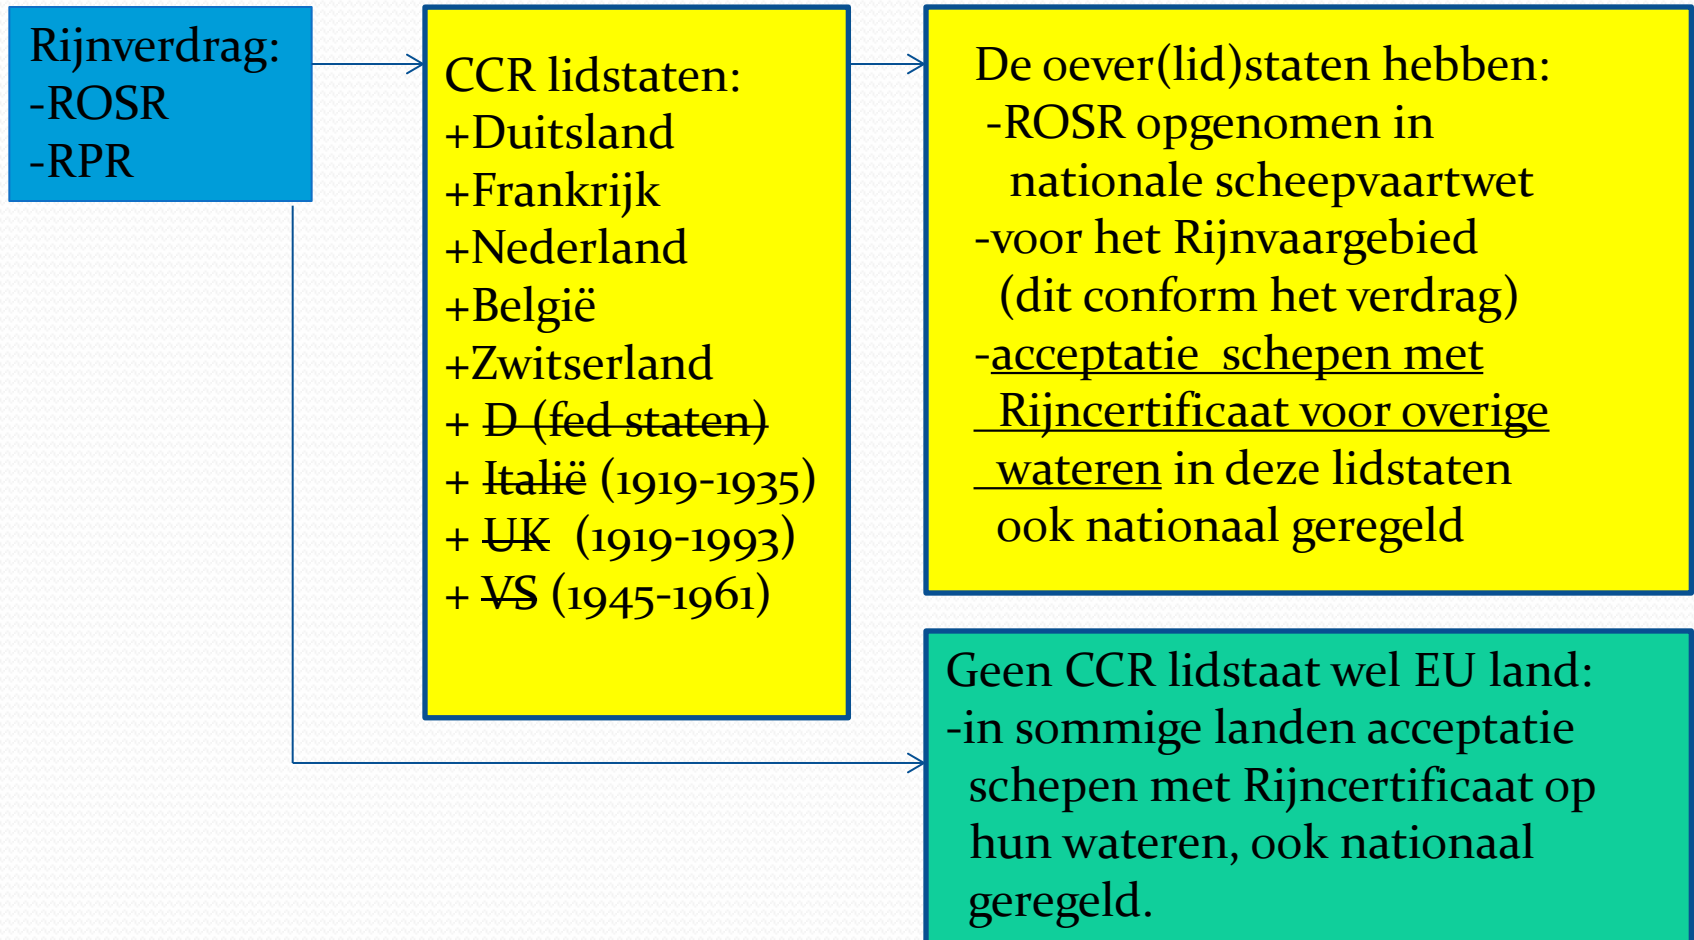 Rijnverdrag:
-ROSR
-RPR
CCR lidstaten:
+Duitsland
+Frankrijk
+Nederland
+België
+Zwitserland
+ D (fed staten)
+ Italië (1919-1935)
+ UK (1919-1993)
+ VS (1945-1961)
De oever(lid)staten hebben:
-ROSR opgenomen in
nationale scheepvaartwet
-voor het Rijnvaargebied
(dit conform het verdrag)
-acceptatie schepen met
Rijncertificaat voor overige
wateren in deze lidstaten
ook nationaal geregeld
Geen CCR lidstaat wel EU land:
-in sommige landen acceptatie
schepen met Rijncertificaat op
hun wateren, ook nationaal
geregeld.